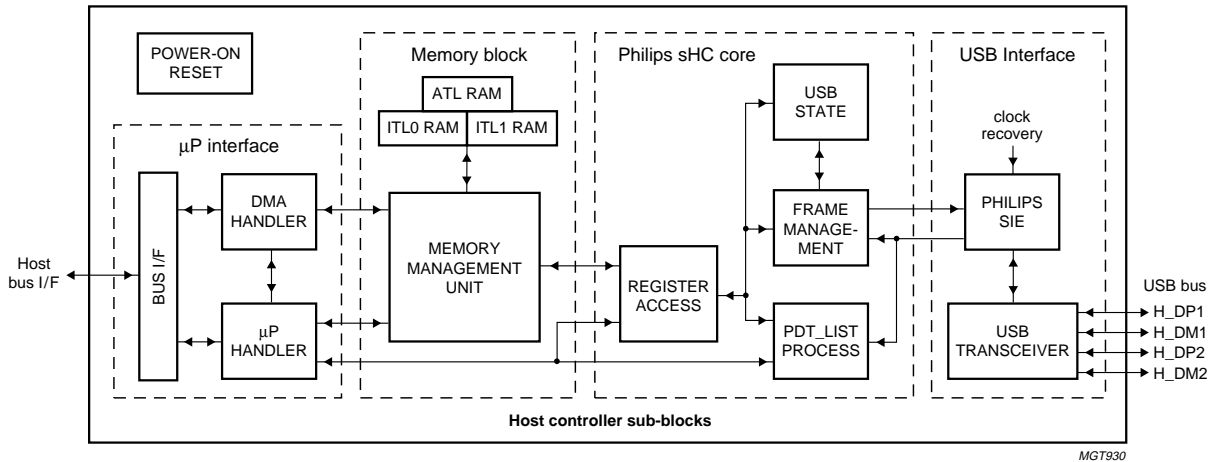 POWER-ON
RESET
Memory block
ATL RAM
ITL0 RAM
ITL1 RAM
Philips sHC core
USB Interface
USB
STATE
clock
recovery
µP interface
BUS I/F
DMA
HANDLER
µP
HANDLER
MEMORY
MANAGEMENT
UNIT
REGISTER
ACCESS
FRAME
MANAGE-
MENT
PDT_LIST
PROCESS
PHILIPS
SIE
USB
TRANSCEIVER
Host
bus I/F
USB bus
H_DP1
H_DM1
H_DP2
H_DM2
Host controller sub-blocks
MGT930